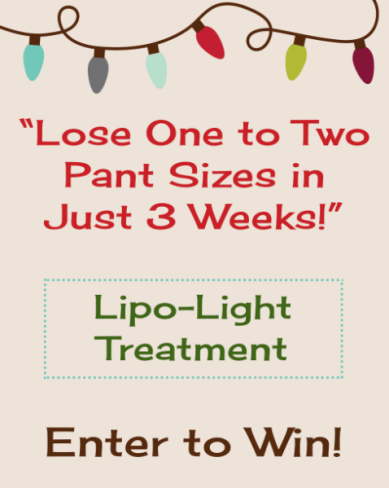 “Lose One to Two
Pant Sizes in
Just 3 Weeks!”
Lipo-Light
Treatment
Enter to Win!